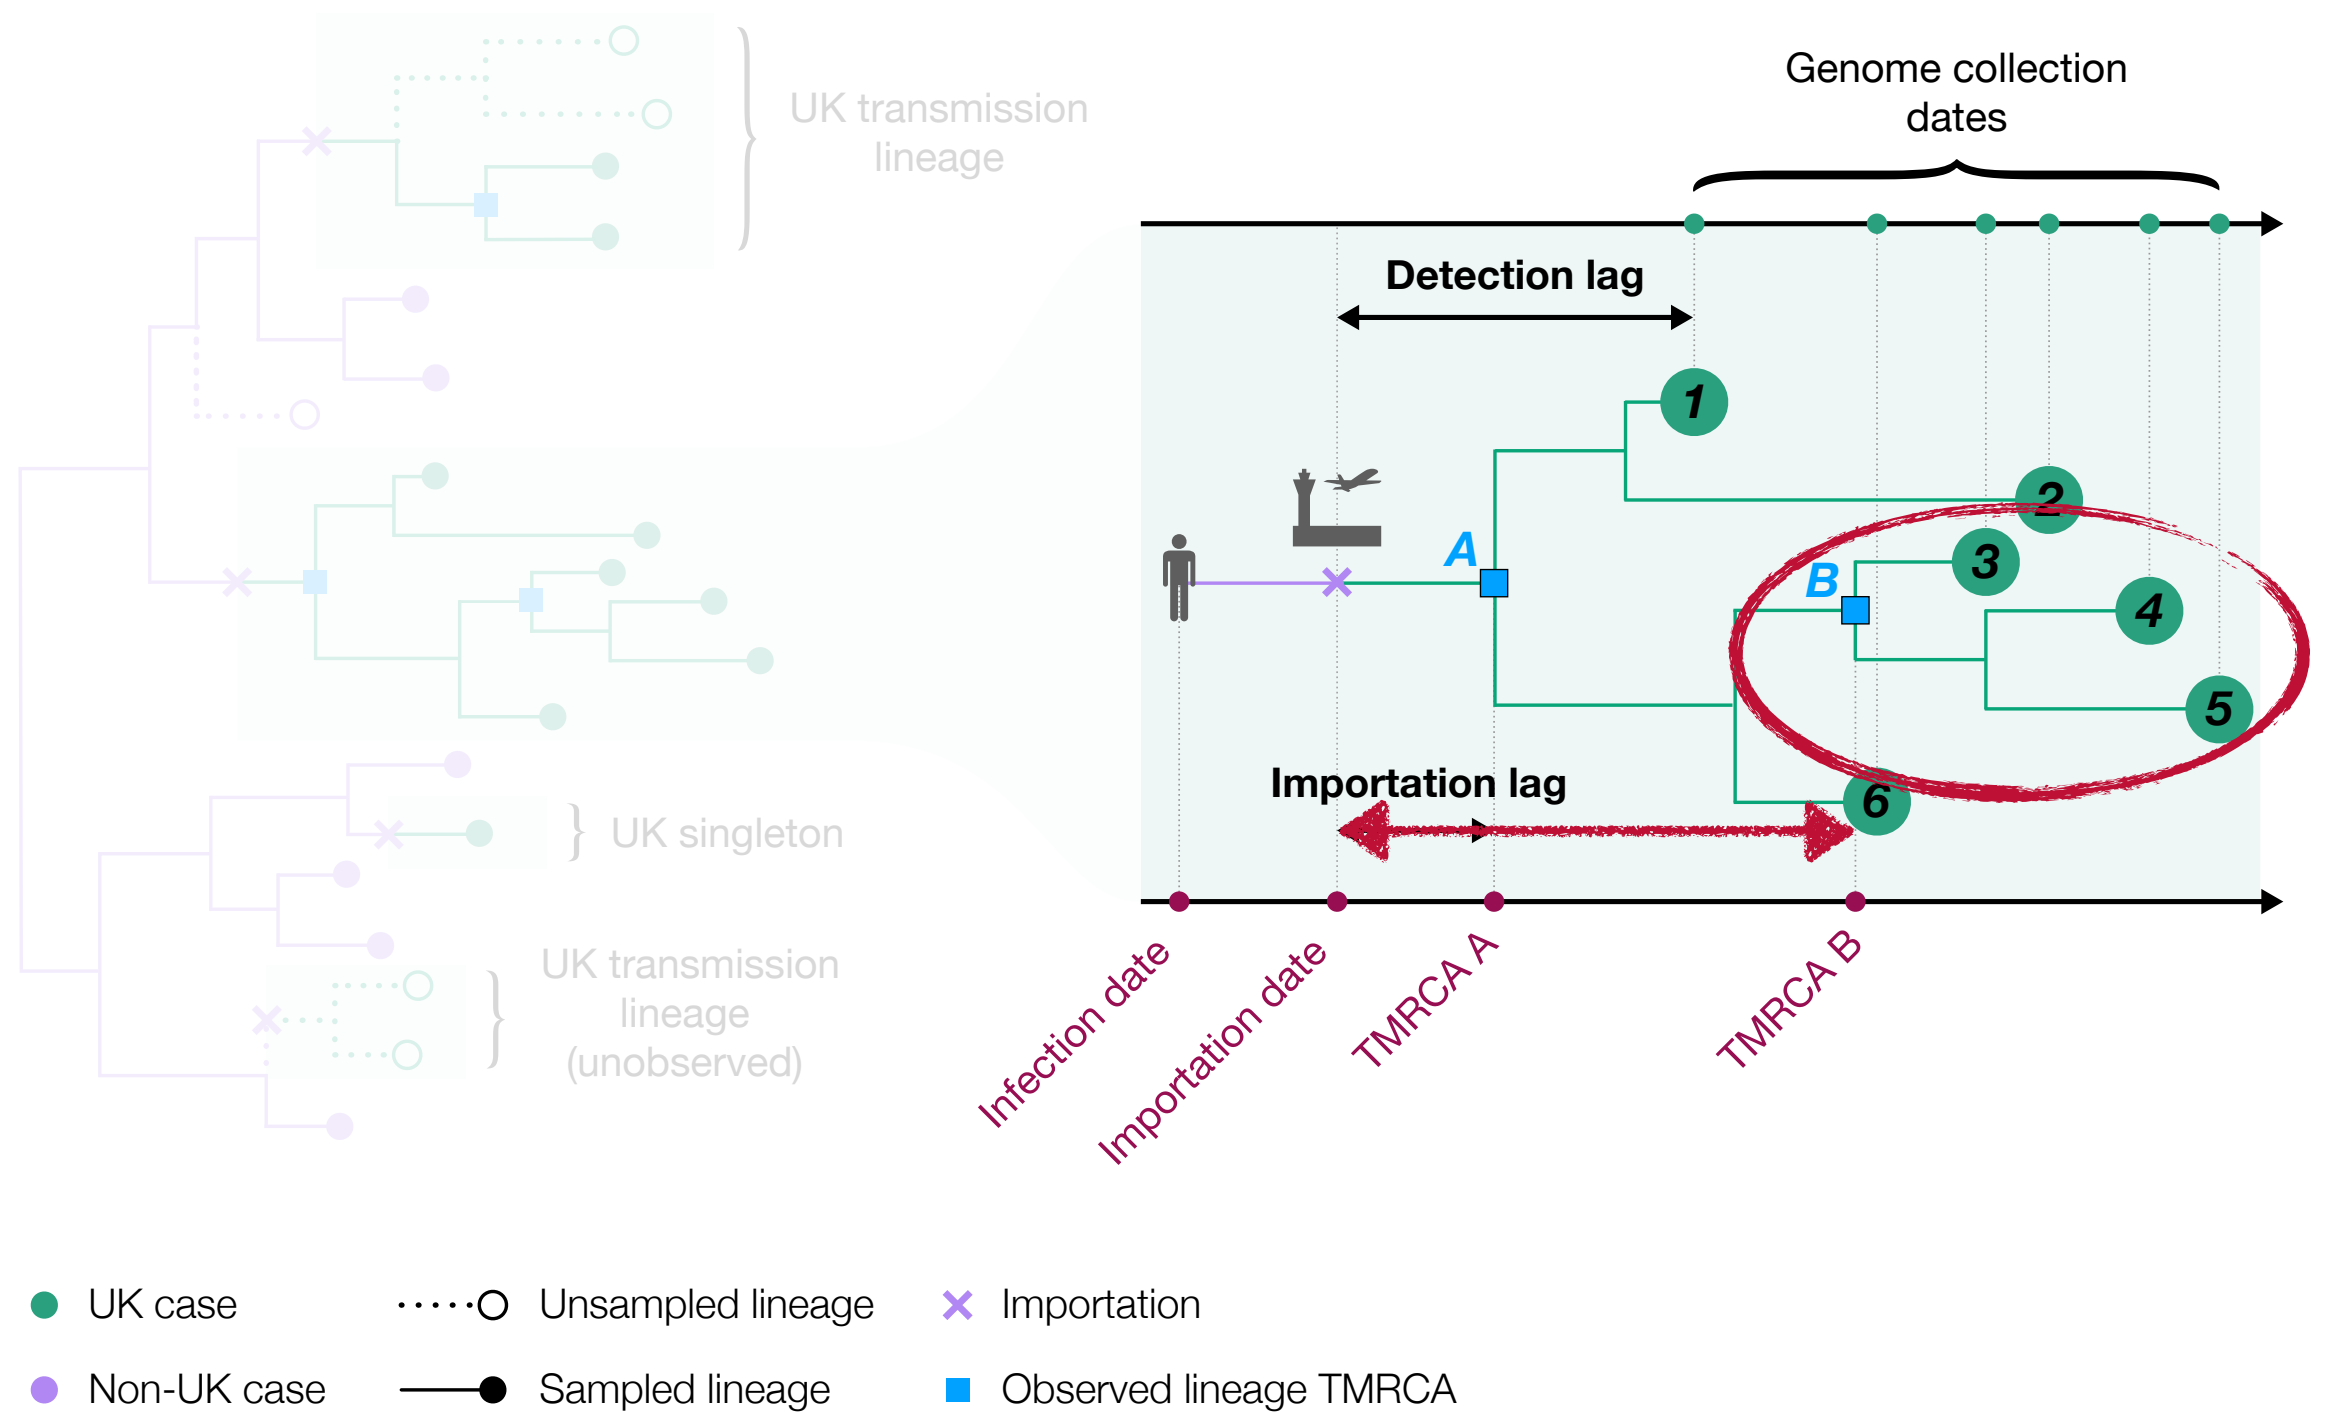 UK transmission
lineage
Genome collection
dates
Detection lag
1
2
A
3
B
4
5
Importation lag
6
UK singleton
UK transmission
lineage
(unobserved)
Infection date
Importation date
TMRCA A
TMRCA B
UK case
Unsampled lineage
Importation
Non-UK case
Sampled lineage
Observed lineage TMRCA